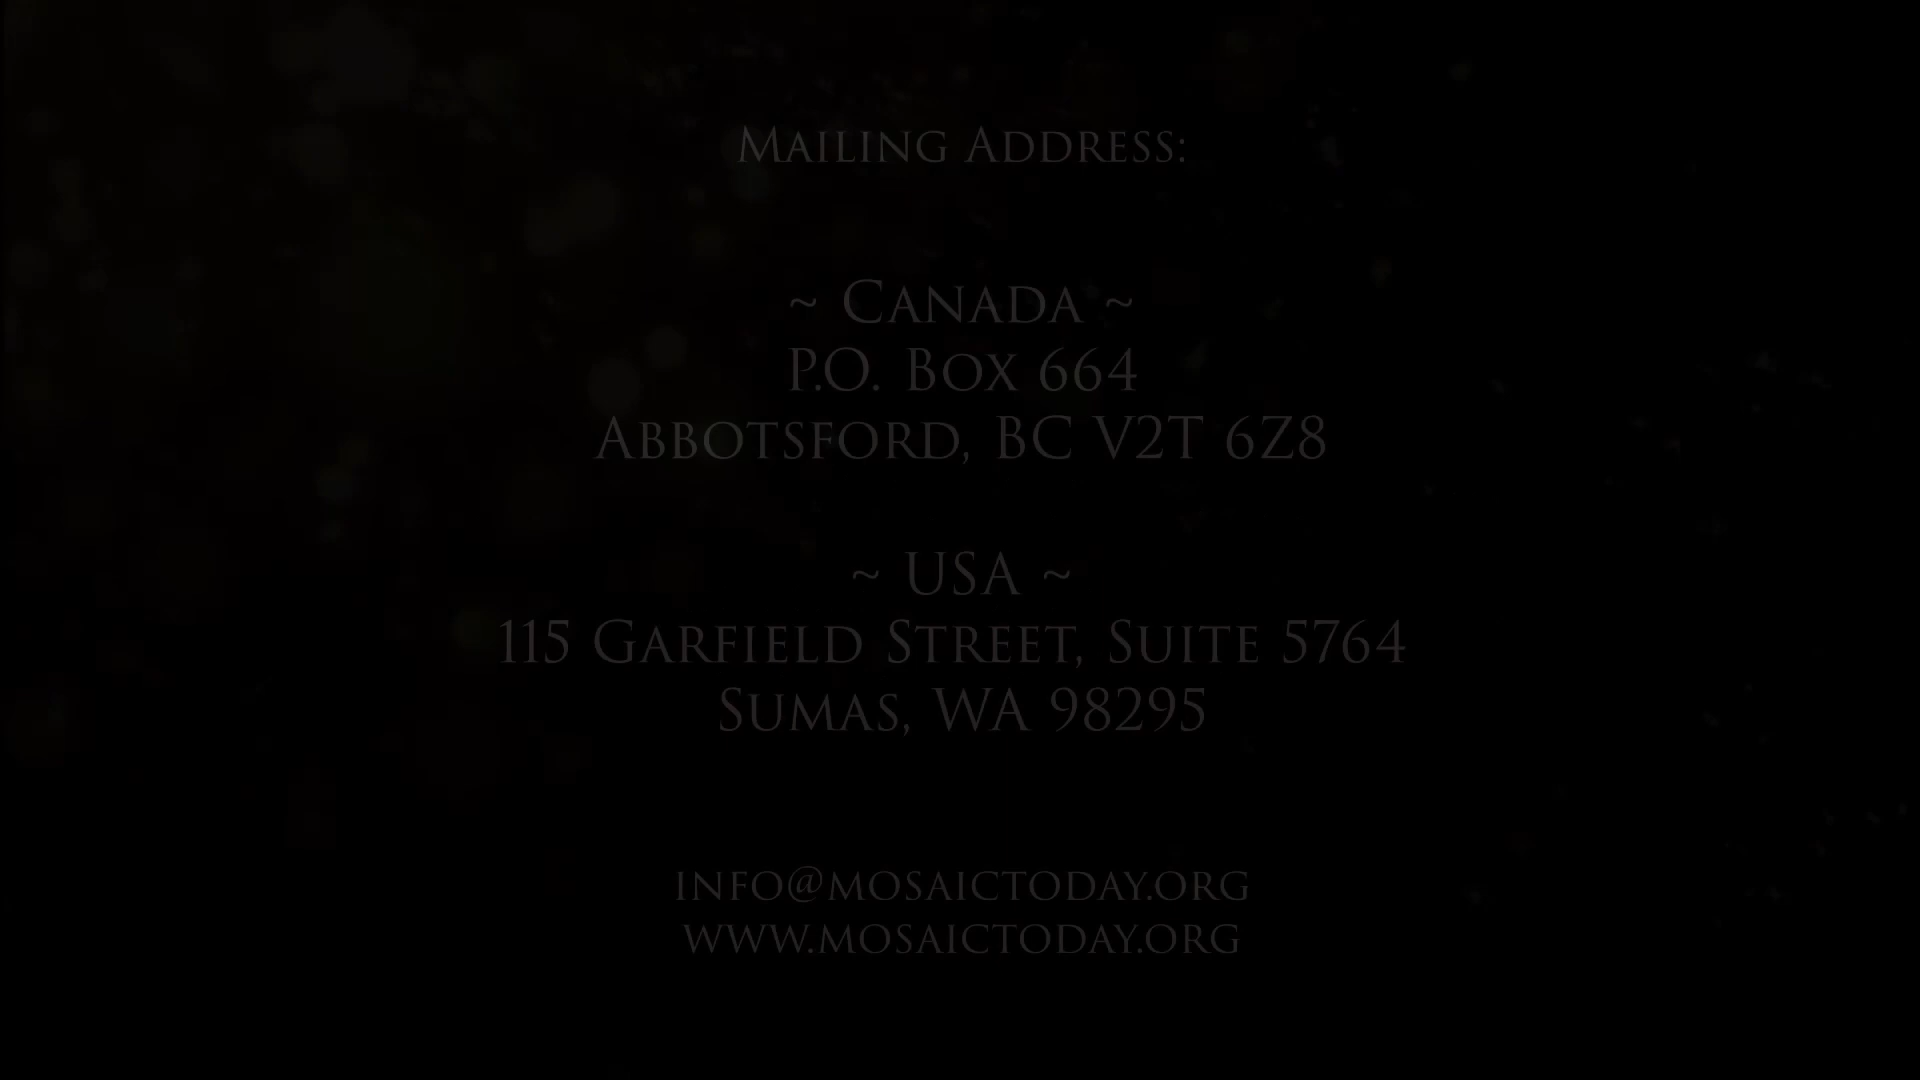 Mailing Address:
~ Canada ~
P.O. Box 664
Abbotsford, BC V2T 6Z8
~ USA ~
115 Garfield Street, Suite 5764
Sumas, WA 98295
info@mosaictoday.org
www.mosaictoday.org